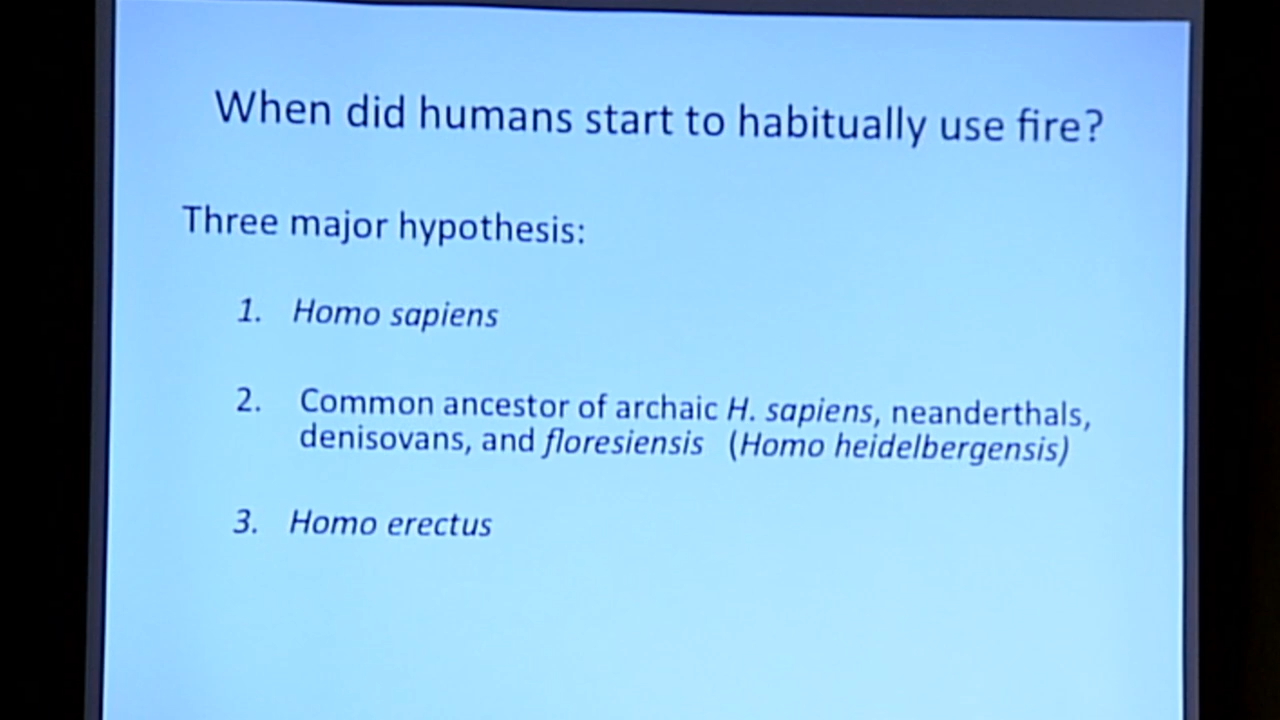 When did humans start to habitually use fire?
Three major hypothesis:
1. Homo sapiens
2. Common ancestor of archaic H. sapiens, neanderthals,
denisovans, and floresiensis (Homo heidelbergensis)
3. Homo erectus